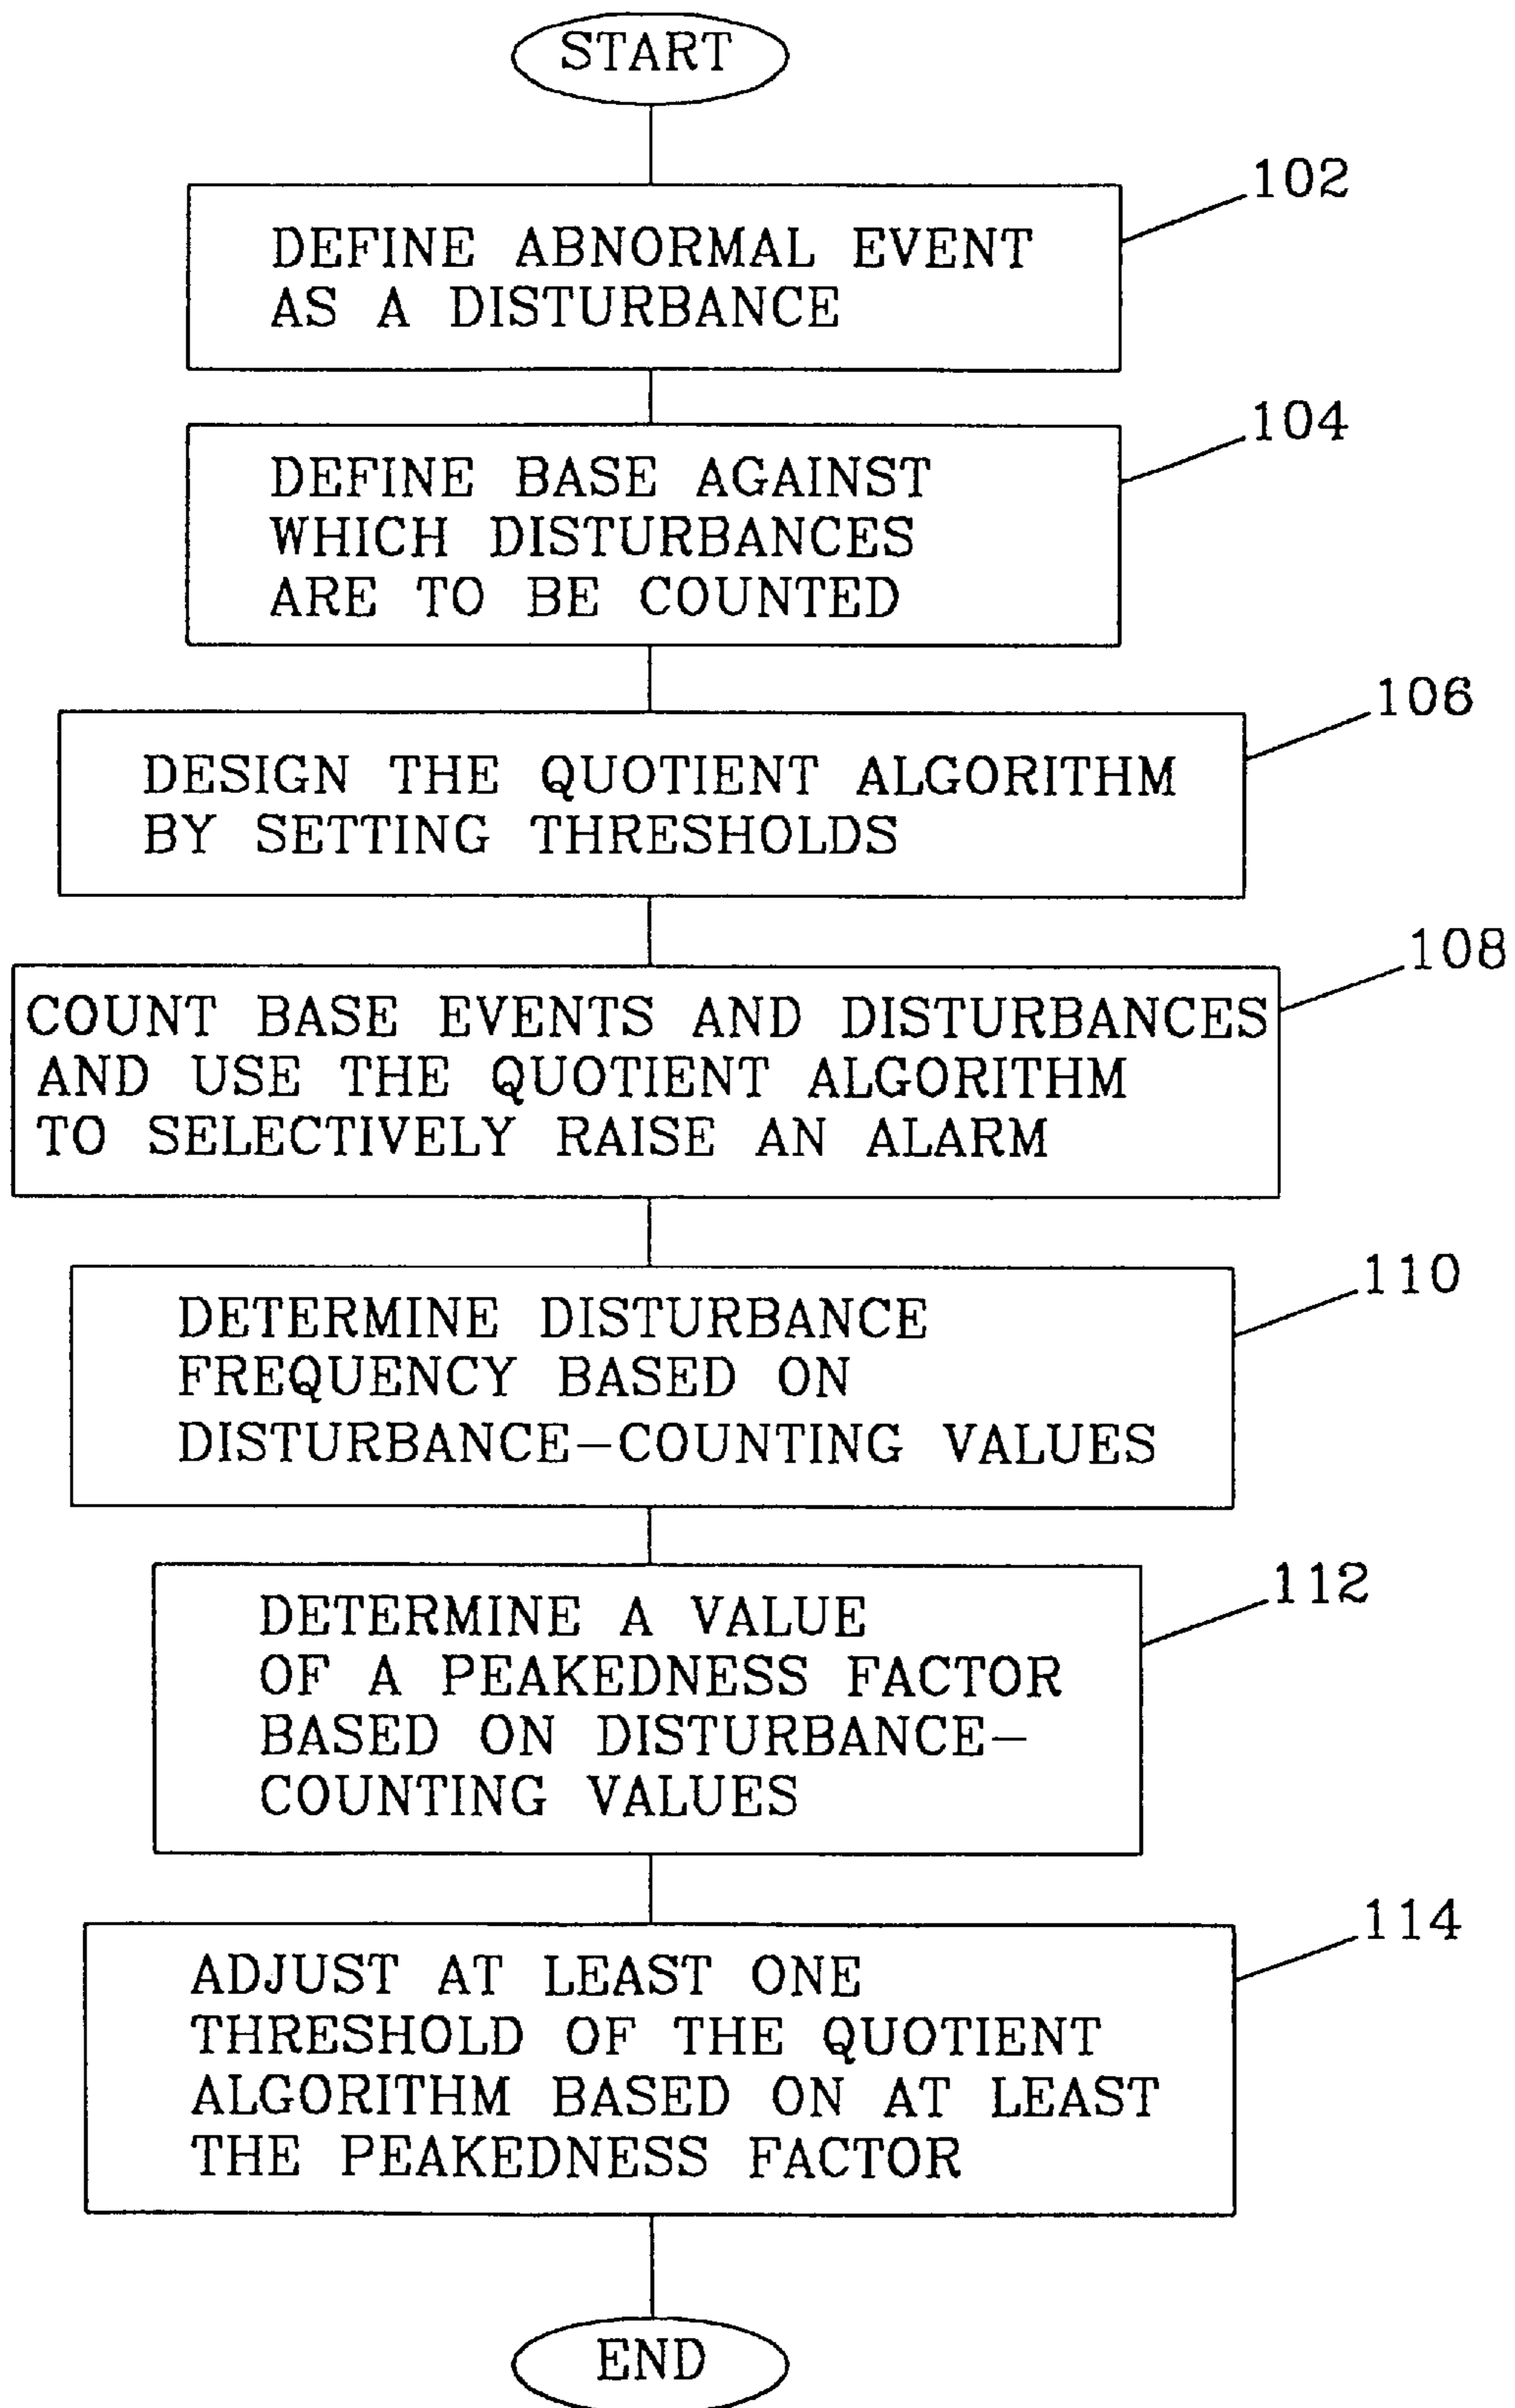 START
102
DEFINE ABNORMAL EVENT
AS A DISTURBANCE
104
DEFINE BASE AGAINST
WHICH DISTURBANCES
ARE TO BE COUNTED
106
DESIGN THE QUOTIENT ALGORITHM
BY SETTING THRESHOLDS
108
COUNT BASE EVENTS AND DISTURBANCES
AND USE THE QUOTIENT ALGORITHM
TO SELECTIVELY RAISE AN ALARM
110
DETERMINE DISTURBANCE
FREQUENCY BASED ON
DISTURBANCE-COUNTING VALUES
112
DETERMINE A VALUE
OF A PEAKEDNESS FACTOR
BASED ON DISTURBANCE-
COUNTING VALUES
114
ADJUST AT LEAST ONE
THRESHOLD OF THE QUOTIENT
ALGORITHM BASED ON AT LEAST
THE PEAKEDNESS FACTOR
END